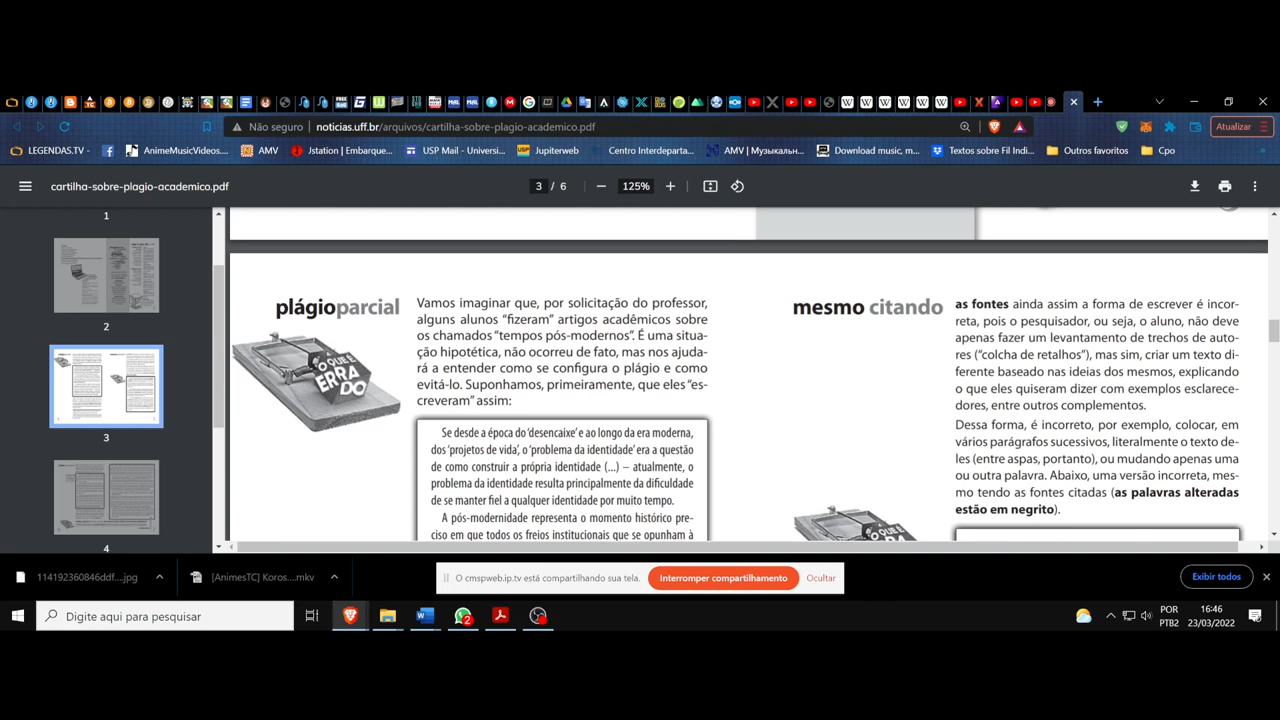 Não seguro
noticias.uff.br/arquivos/cartilha-sobre-plagio-academico.pdf
Atualizar
LEGENDAS.TV -
AnimeMusicVideos...
AMV
Jstation | Embarque...
USP Mail - Universi...
Jupiterweb
Centro Interdeparta...
AMV | Музыкальн...
Download music, m...
Textos sobre Fil Indi...
Outros favoritos
Cpo
cartilha-sobre-plagio-academico.pdf
3 / 6
125%
1
2
3
4
plágioparcial
O QUE É
ERRA
DO
Vamos imaginar que, por solicitação do professor,
alguns alunos “fizeram” artigos acadêmicos sobre
os chamados “tempos pós-modernos”. É uma situa-
ção hipotética, não ocorreu de fato, mas nos ajuda-
rá a entender como se configura o plágio e como
evitá-lo. Suponhamos, primeiramente, que eles “es-
creveram” assim:
Se desde a época do ‘desencaixe’ e ao longo da era moderna,
dos ‘projetos de vida’, o ‘problema da identidade’ era a questão
de como construir a própria identidade (...) – atualmente, o
problema da identidade resulta principalmente da dificuldade
de se manter fiel a qualquer identidade por muito tempo.
A pós-modernidade representa o momento histórico pre-
ciso em que todos os freios institucionais que se opunham à
mesmo citando
O QUE É
as fontes ainda assim a forma de escrever é incor-
reta, pois o pesquisador, ou seja, o aluno, não deve
apenas fazer um levantamento de trechos de auto-
res (“colcha de retalhos”), mas sim, criar um texto di-
ferente baseado nas ideias dos mesmos, explicando
o que eles quiseram dizer com exemplos esclarece-
dores, entre outros complementos.
Dessa forma, é incorreto, por exemplo, colocar, em
vários parágrafos sucessivos, literalmente o texto de-
les (entre aspas, portanto), ou mudando apenas uma
ou outra palavra. Abaixo, uma versão incorreta, mes-
mo tendo as fontes citadas (as palavras alteradas
estão em negrito).
114192360846ddf....jpg
[AnimesTC] Koros....mkv
O cmspweb.ip.tv está compartilhando sua tela.
Interromper compartilhamento
Ocultar
Exibir todos
Digite aqui para pesquisar
2
POR
PTB2
16:46
23/03/2022